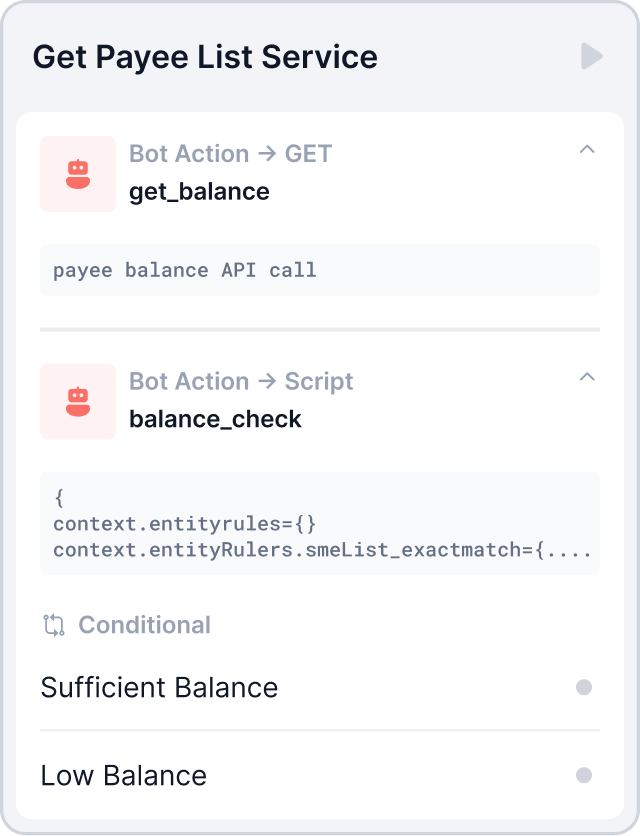 Get Payee List Service
Bot Action → GET
get_balance
payee balance API call
Bot Action → Script
balance_check
{
context.entityrules={}
context.entityRulers.smeList_exactmatch={....
Conditional
Sufficient Balance
Low Balance